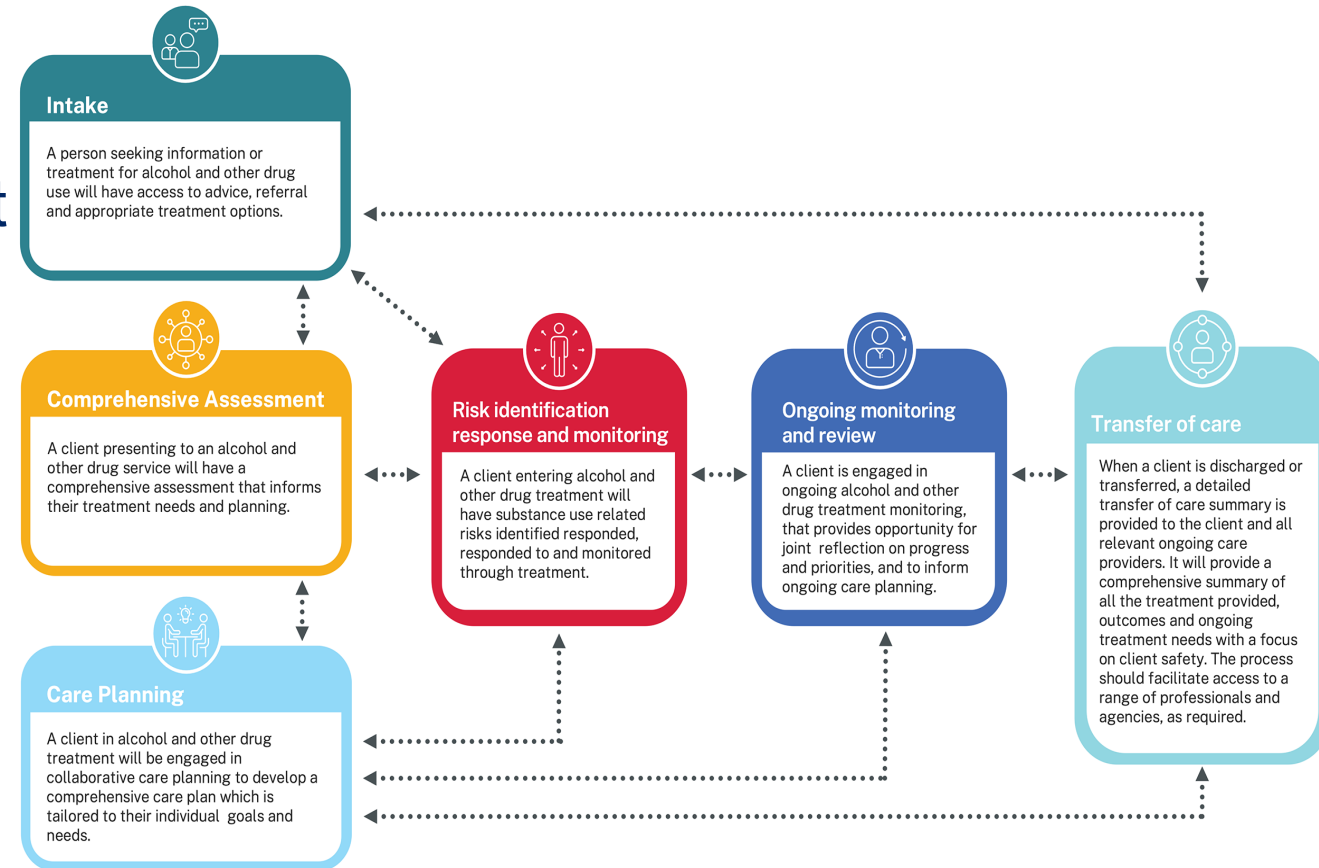 Intake
A person seeking information or
treatment for alcohol and other drug
use will have access to advice, referral
and appropriate treatment options.
t
Comprehensive Assessment
A client presenting to an alcohol and
other drug service will have a
comprehensive assessment that informs
their treatment needs and planning.
Risk identification
response and monitoring
A client entering alcohol and
other drug treatment will
have substance use related
risks identified responded,
responded to and monitored
through treatment.
Ongoing monitoring
and review
A client is engaged in
ongoing alcohol and other
drug treatment monitoring,
that provides opportunity for
joint reflection on progress
and priorities, and to inform
ongoing care planning.
Transfer of care
When a client is discharged or
transferred, a detailed
transfer of care summary is
provided to the client and all
relevant ongoing care
providers. It will provide a
comprehensive summary of
all the treatment provided,
outcomes and ongoing
treatment needs with a focus
on client safety. The process
should facilitate access to a
range of professionals and
agencies, as required.
Care Planning
A client in alcohol and other drug
treatment will be engaged in
collaborative care planning to develop a
comprehensive care plan which is
tailored to their individual goals and
needs.